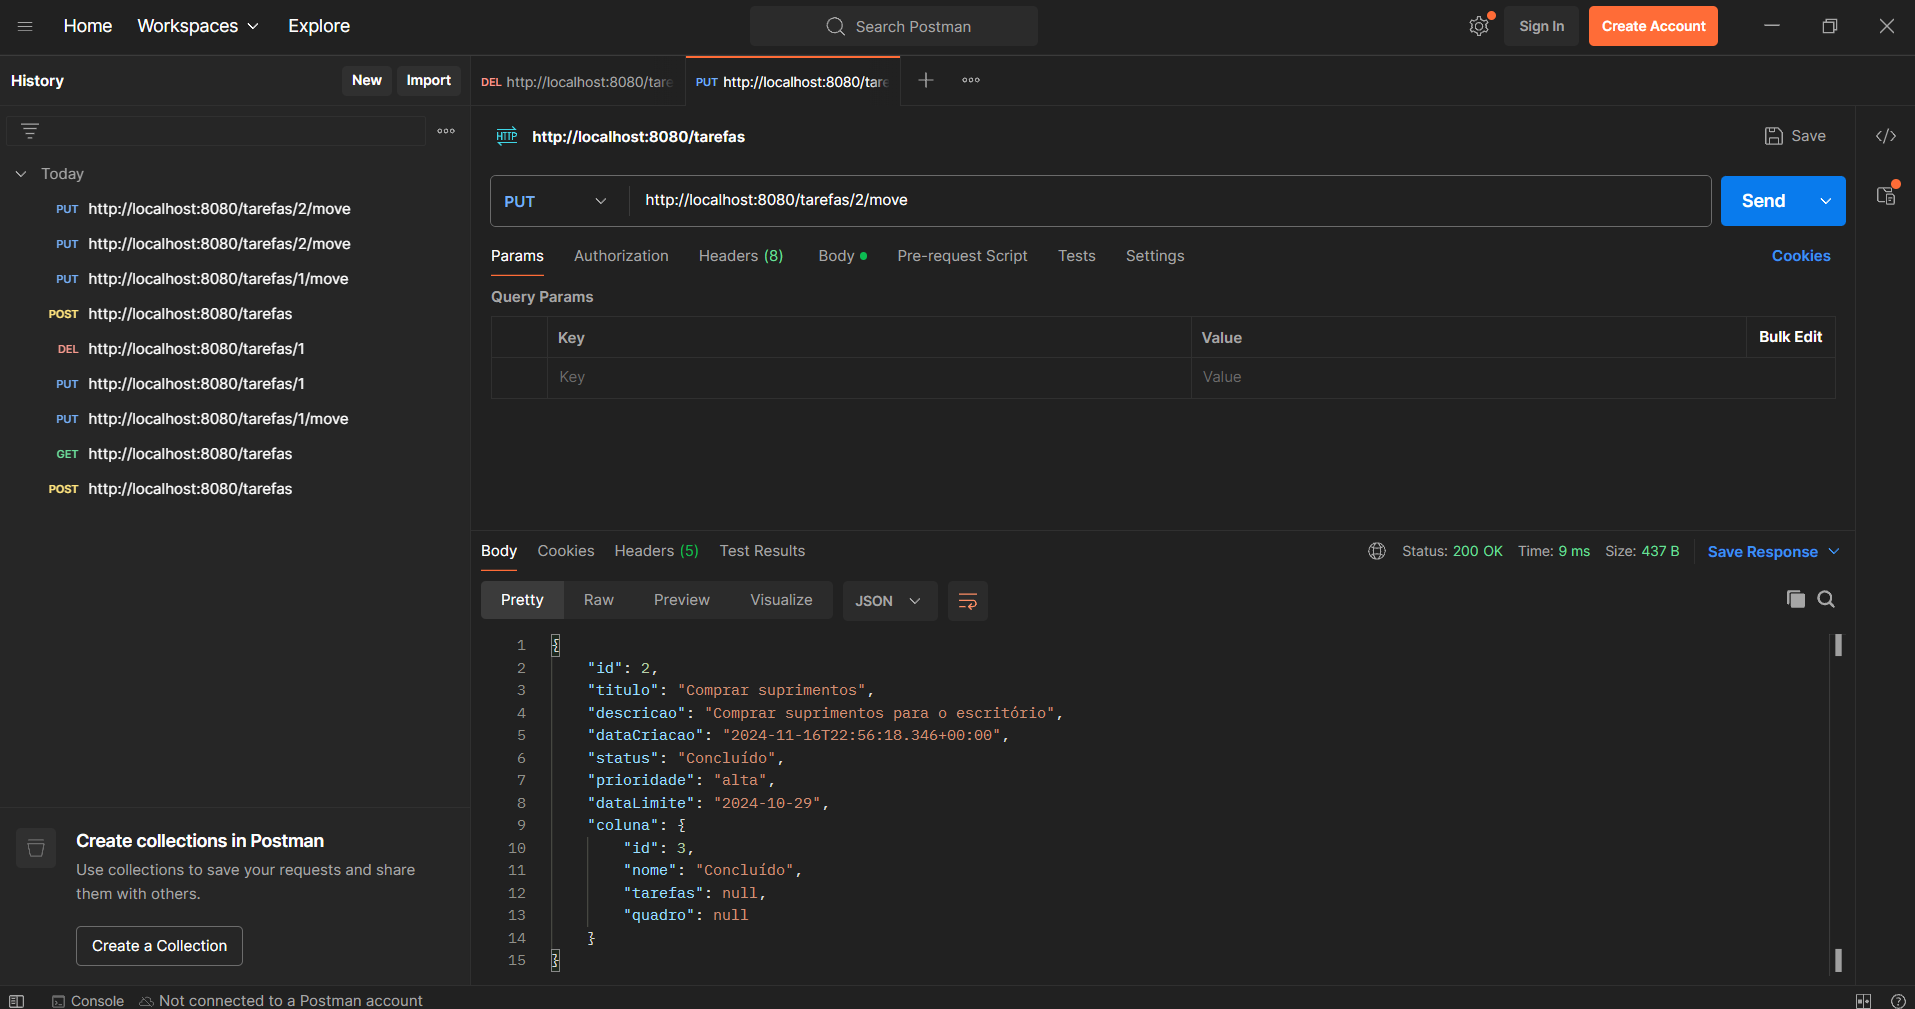 Home Workspaces Explore Search Postman Sign In Create Account
History New Import
DEL http://localhost:8080/tare PUT http://localhost:8080/tare
HTTP http://localhost:8080/tarefas Save
Today
PUT http://localhost:8080/tarefas/2/move
PUT http://localhost:8080/tarefas/2/move
PUT http://localhost:8080/tarefas/1/move
POST http://localhost:8080/tarefas
DEL http://localhost:8080/tarefas/1
PUT http://localhost:8080/tarefas/1
PUT http://localhost:8080/tarefas/1/move
GET http://localhost:8080/tarefas
POST http://localhost:8080/tarefas
Create collections in Postman
Use collections to save your requests and share
them with others.
Create a Collection
PUT http://localhost:8080/tarefas/2/move Send
Params Authorization Headers (8) Body Pre-request Script Tests Settings Cookies
Query Params
Key Value Bulk Edit
Key Value
Body Cookies Headers (5) Test Results Status: 200 OK Time: 9 ms Size: 437 B Save Response
Pretty Raw Preview Visualize JSON
1 {
2 "id": 2,
3 "titulo": "Comprar suprimentos",
4 "descricao": "Comprar suprimentos para o escritório",
5 "dataCriacao": "2024-11-16T22:56:18.346+00:00",
6 "status": "Concluído",
7 "prioridade": "alta",
8 "dataLimite": "2024-10-29",
9 "coluna": {
10 "id": 3,
11 "nome": "Concluído",
12 "tarefas": null,
13 "quadro": null
14 }
15 }
Console Not connected to a Postman account